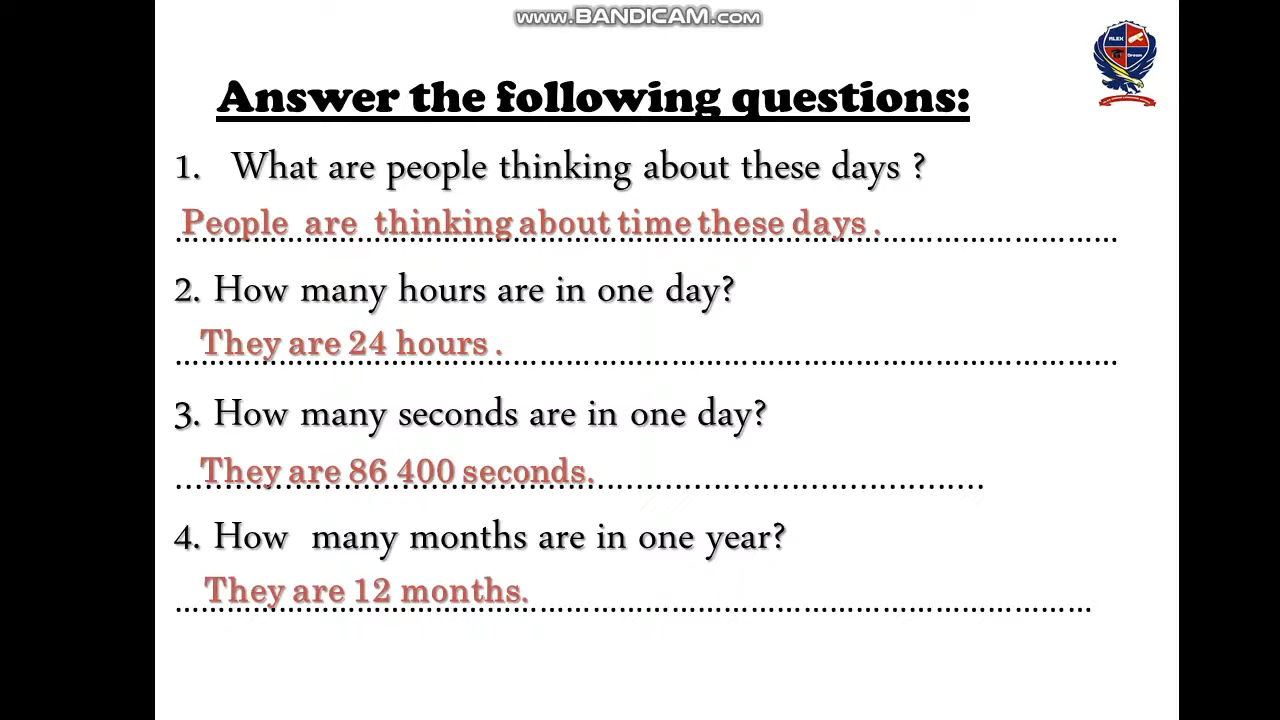 www.BANDICAM.com
ALEX
Answer the following questions:
1. What are people thinking about these days ?
People are thinking about time these days .
2. How many hours are in one day?
They are 24 hours .
3. How many seconds are in one day?
They are 86 400 seconds.
4. How many months are in one year?
They are 12 months.